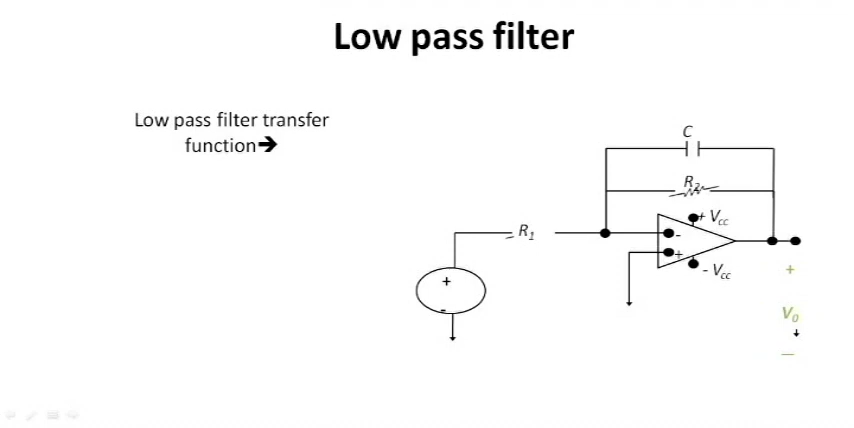 Low pass filter
Low pass filter transfer
function➔
C
R2
+ Vcc
R1
-
+
- Vcc
+
-
+
V0
–